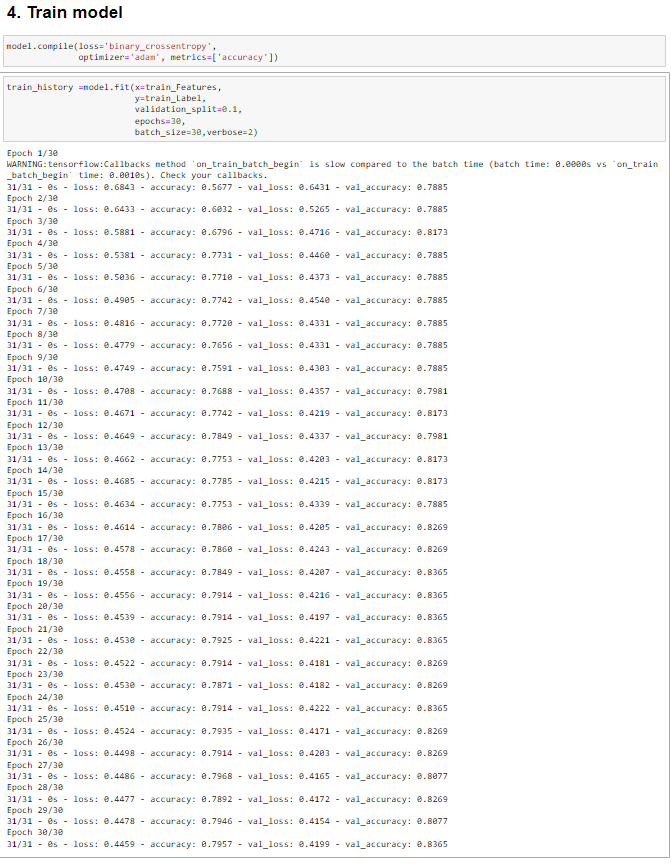 4. Train model
model.compile(loss='binary_crossentropy',
optimizer='adam', metrics=['accuracy'])
train_history =model.fit(x=train_Features,
y=train_Label,
validation_split=0.1,
epochs=30,
batch_size=30,verbose=2)
Epoch 1/30
WARNING:tensorflow:Callbacks method `on_train_batch_begin` is slow compared to the batch time (batch time: 0.0000s vs `on_train
_batch_begin` time: 0.0010s). Check your callbacks.
31/31 - 0s - loss: 0.6843 - accuracy: 0.5677 - val_loss: 0.6431 - val_accuracy: 0.7885
Epoch 2/30
31/31 - 0s - loss: 0.6433 - accuracy: 0.6032 - val_loss: 0.5265 - val_accuracy: 0.7885
Epoch 3/30
31/31 - 0s - loss: 0.5881 - accuracy: 0.6796 - val_loss: 0.4716 - val_accuracy: 0.8173
Epoch 4/30
31/31 - 0s - loss: 0.5381 - accuracy: 0.7731 - val_loss: 0.4460 - val_accuracy: 0.7885
Epoch 5/30
31/31 - 0s - loss: 0.5036 - accuracy: 0.7710 - val_loss: 0.4373 - val_accuracy: 0.7885
Epoch 6/30
31/31 - 0s - loss: 0.4905 - accuracy: 0.7742 - val_loss: 0.4540 - val_accuracy: 0.7885
Epoch 7/30
31/31 - 0s - loss: 0.4816 - accuracy: 0.7720 - val_loss: 0.4331 - val_accuracy: 0.7885
Epoch 8/30
31/31 - 0s - loss: 0.4779 - accuracy: 0.7656 - val_loss: 0.4331 - val_accuracy: 0.7885
Epoch 9/30
31/31 - 0s - loss: 0.4749 - accuracy: 0.7591 - val_loss: 0.4303 - val_accuracy: 0.7885
Epoch 10/30
31/31 - 0s - loss: 0.4708 - accuracy: 0.7688 - val_loss: 0.4357 - val_accuracy: 0.7981
Epoch 11/30
31/31 - 0s - loss: 0.4671 - accuracy: 0.7742 - val_loss: 0.4219 - val_accuracy: 0.8173
Epoch 12/30
31/31 - 0s - loss: 0.4649 - accuracy: 0.7849 - val_loss: 0.4337 - val_accuracy: 0.7981
Epoch 13/30
31/31 - 0s - loss: 0.4662 - accuracy: 0.7753 - val_loss: 0.4203 - val_accuracy: 0.8173
Epoch 14/30
31/31 - 0s - loss: 0.4685 - accuracy: 0.7785 - val_loss: 0.4215 - val_accuracy: 0.8173
Epoch 15/30
31/31 - 0s - loss: 0.4634 - accuracy: 0.7753 - val_loss: 0.4339 - val_accuracy: 0.7885
Epoch 16/30
31/31 - 0s - loss: 0.4614 - accuracy: 0.7806 - val_loss: 0.4205 - val_accuracy: 0.8269
Epoch 17/30
31/31 - 0s - loss: 0.4578 - accuracy: 0.7860 - val_loss: 0.4243 - val_accuracy: 0.8269
Epoch 18/30
31/31 - 0s - loss: 0.4558 - accuracy: 0.7849 - val_loss: 0.4207 - val_accuracy: 0.8365
Epoch 19/30
31/31 - 0s - loss: 0.4556 - accuracy: 0.7914 - val_loss: 0.4216 - val_accuracy: 0.8365
Epoch 20/30
31/31 - 0s - loss: 0.4539 - accuracy: 0.7914 - val_loss: 0.4197 - val_accuracy: 0.8365
Epoch 21/30
31/31 - 0s - loss: 0.4530 - accuracy: 0.7925 - val_loss: 0.4221 - val_accuracy: 0.8365
Epoch 22/30
31/31 - 0s - loss: 0.4522 - accuracy: 0.7914 - val_loss: 0.4181 - val_accuracy: 0.8269
Epoch 23/30
31/31 - 0s - loss: 0.4530 - accuracy: 0.7871 - val_loss: 0.4182 - val_accuracy: 0.8269
Epoch 24/30
31/31 - 0s - loss: 0.4510 - accuracy: 0.7914 - val_loss: 0.4222 - val_accuracy: 0.8365
Epoch 25/30
31/31 - 0s - loss: 0.4524 - accuracy: 0.7935 - val_loss: 0.4171 - val_accuracy: 0.8269
Epoch 26/30
31/31 - 0s - loss: 0.4498 - accuracy: 0.7914 - val_loss: 0.4203 - val_accuracy: 0.8269
Epoch 27/30
31/31 - 0s - loss: 0.4486 - accuracy: 0.7968 - val_loss: 0.4165 - val_accuracy: 0.8077
Epoch 28/30
31/31 - 0s - loss: 0.4477 - accuracy: 0.7892 - val_loss: 0.4172 - val_accuracy: 0.8269
Epoch 29/30
31/31 - 0s - loss: 0.4478 - accuracy: 0.7946 - val_loss: 0.4154 - val_accuracy: 0.8077
Epoch 30/30
31/31 - 0s - loss: 0.4459 - accuracy: 0.7957 - val_loss: 0.4199 - val_accuracy: 0.8365